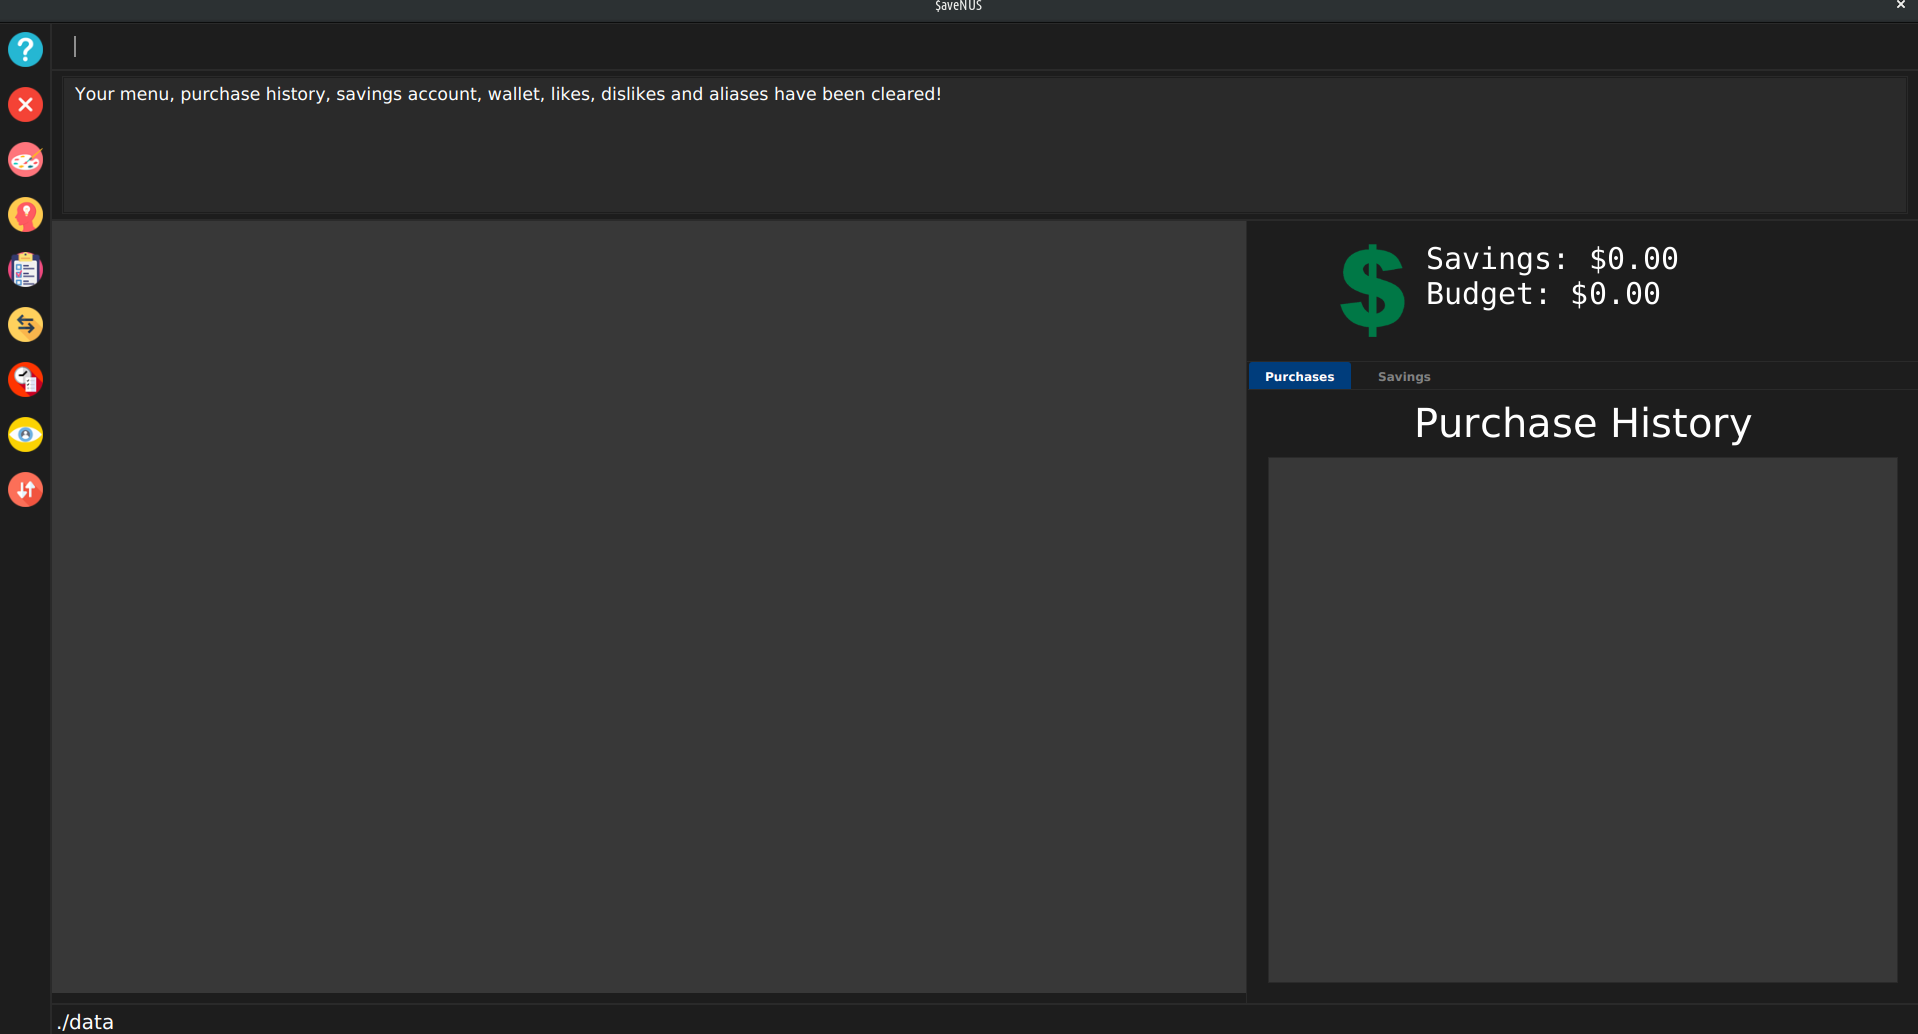 $aveNUS
Your menu, purchase history, savings account, wallet, likes, dislikes and aliases have been cleared!
Savings: $0.00
Budget: $0.00
Purchases Savings
Purchase History
./data